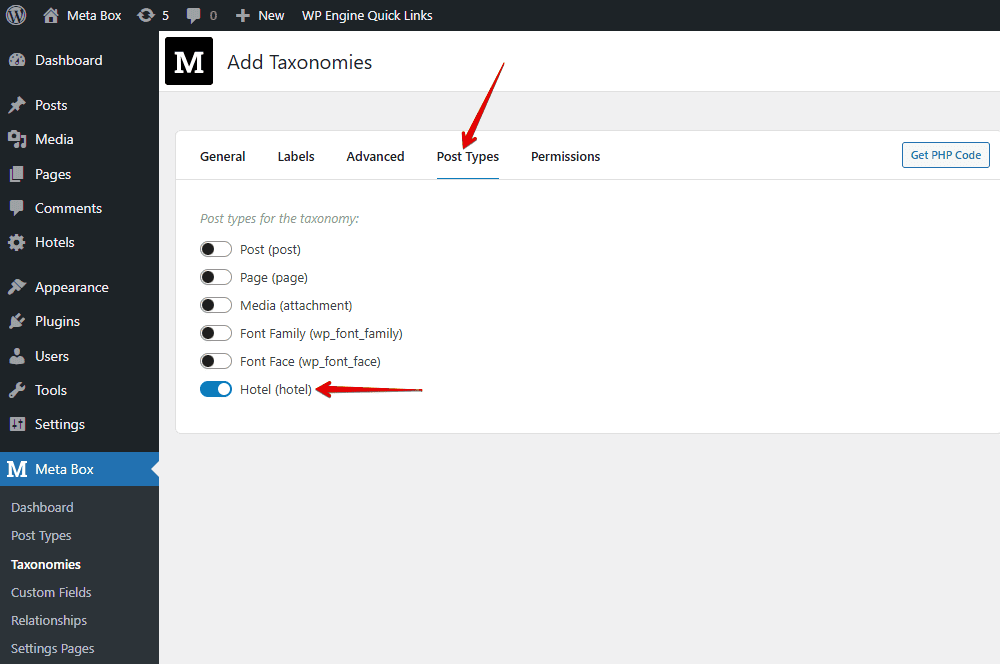 Meta Box 5 0 New WP Engine Quick Links
Dashboard
Posts
Media
Pages
Comments
Hotels
Appearance
Plugins
Users
Tools
Settings
M Meta Box
Dashboard
Post Types
Taxonomies
Custom Fields
Relationships
Settings Pages
M Add Taxonomies
General Labels Advanced Post Types Permissions Get PHP Code
Post types for the taxonomy:
Post (post)
Page (page)
Media (attachment)
Font Family (wp_font_family)
Font Face (wp_font_face)
Hotel (hotel)